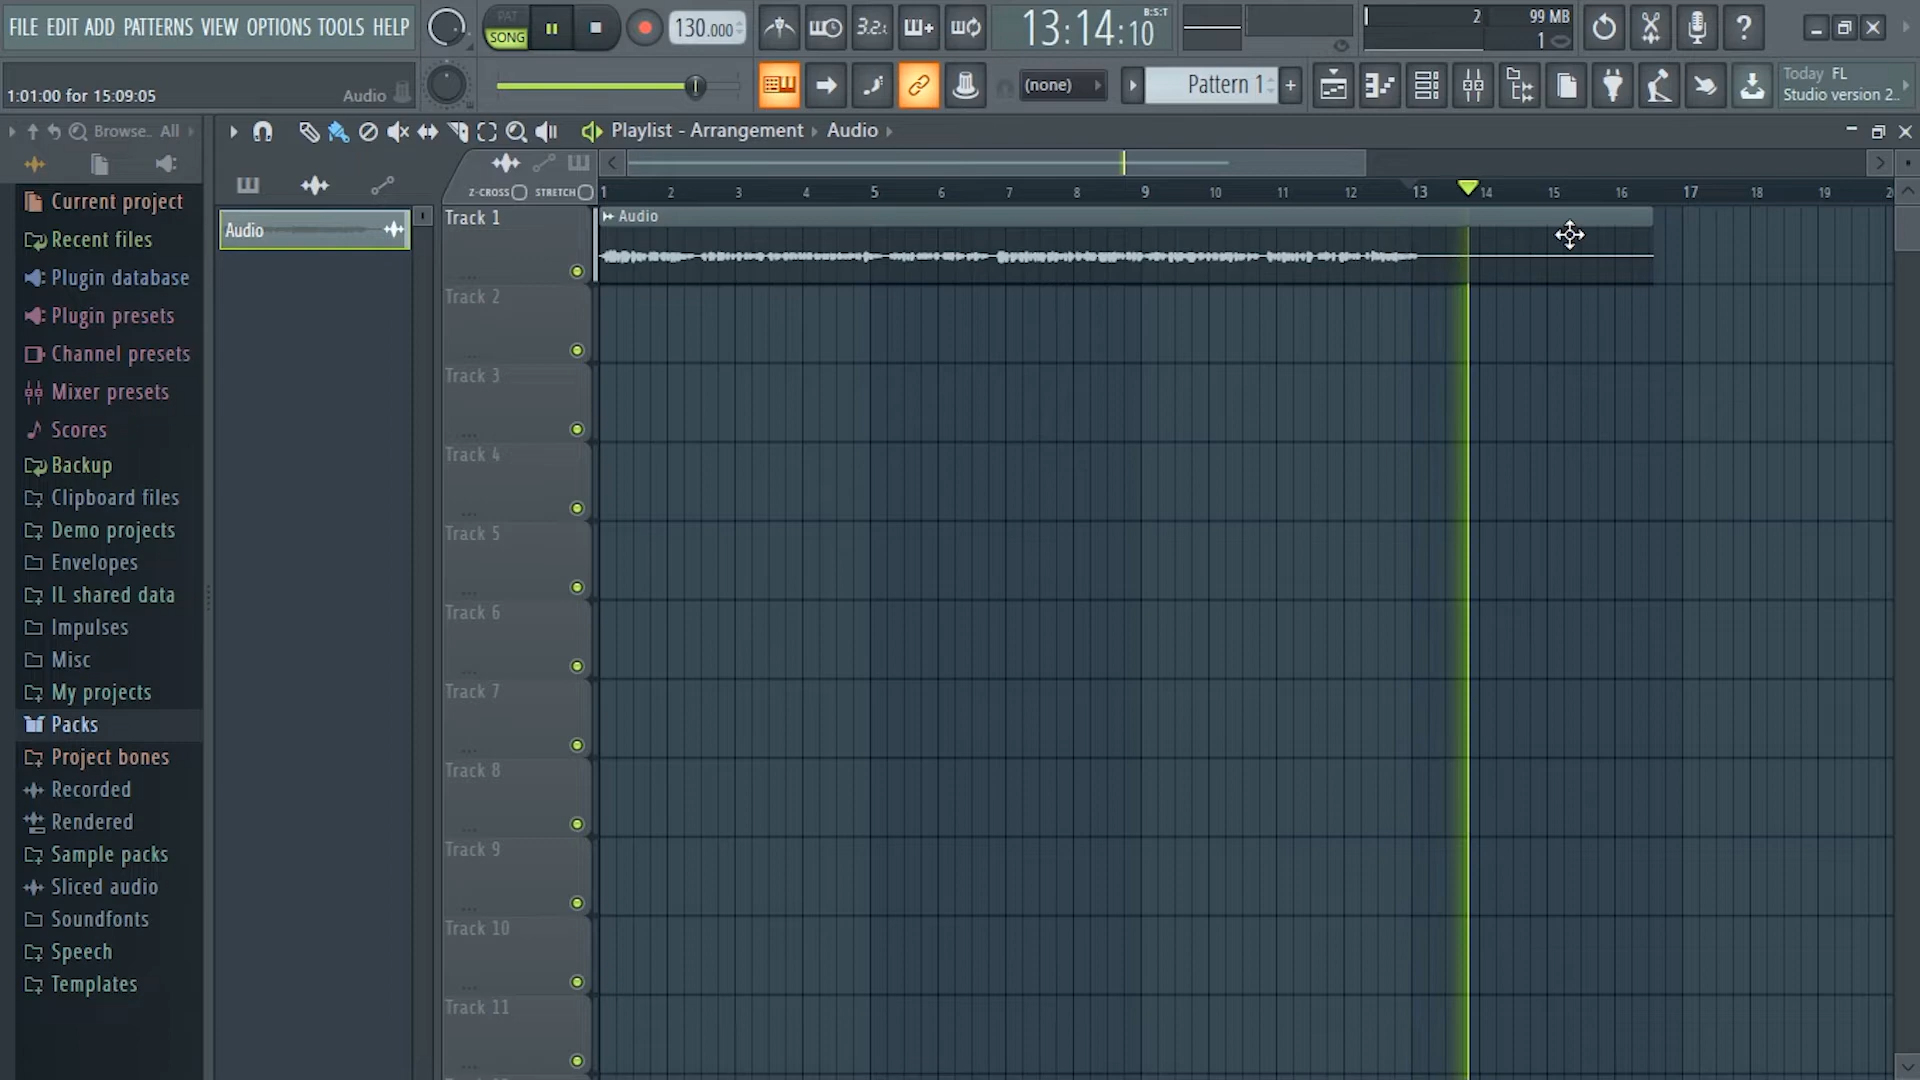 FILE EDIT ADD PATTERNS VIEW OPTIONS TOOLS HELP
PAT
SONG
130.000
3.2.
13:14:10
B:S:T
2
99 MB
1
?
1:01:00 for 15:09:05
Audio
(none)
Pattern 1
+
Today FL
Studio version 2..
Browse.. All
Playlist - Arrangement
Audio
Z-CROSS
STRETCH
1 2 3 4 5 6 7 8 9 10 11 12 13 14 15 16 17 18 19
Current project
Recent files
Plugin database
Plugin presets
Channel presets
Mixer presets
Scores
Backup
Clipboard files
Demo projects
Envelopes
IL shared data
Impulses
Misc
My projects
Packs
Project bones
Recorded
Rendered
Sample packs
Sliced audio
Soundfonts
Speech
Templates
Audio
Track 1
Audio
Track 2
Track 3
Track 4
Track 5
Track 6
Track 7
Track 8
Track 9
Track 10
Track 11